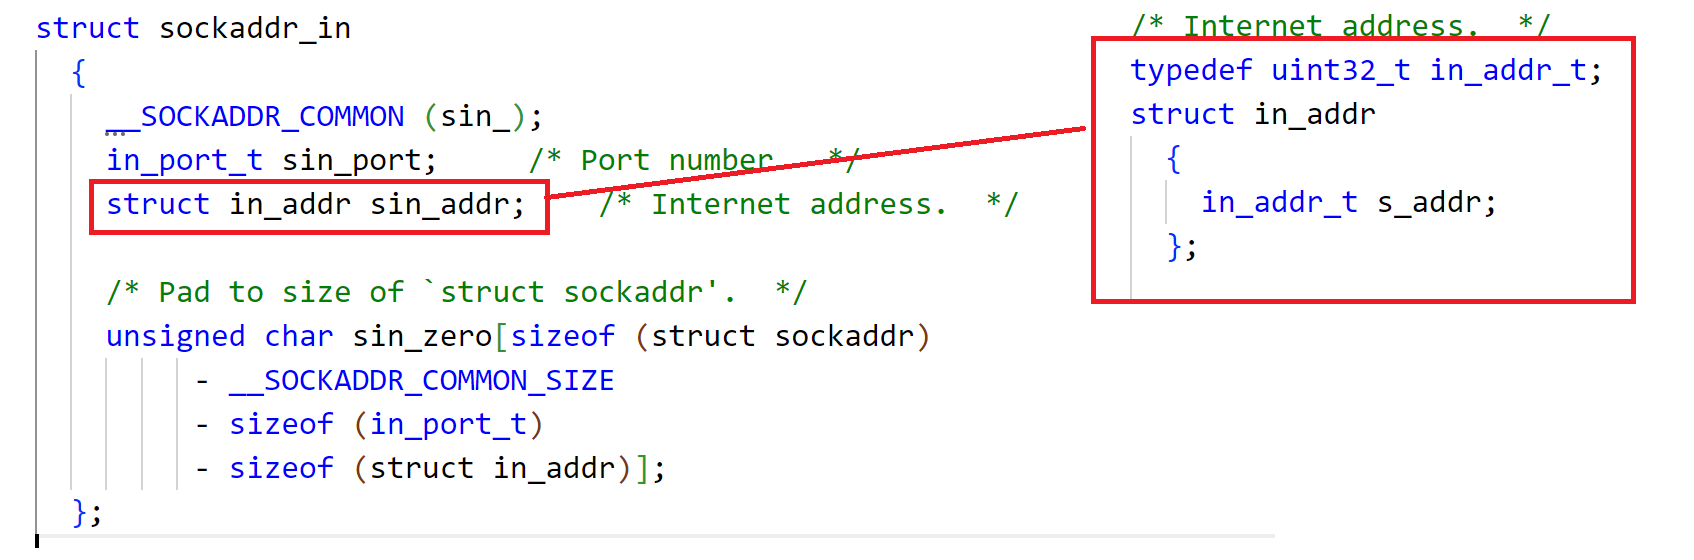 struct sockaddr_in
{
__SOCKADDR_COMMON (sin_);
in_port_t sin_port; /* Port number */
struct in_addr sin_addr; /* Internet address. */
/* Pad to size of `struct sockaddr'. */
unsigned char sin_zero[sizeof (struct sockaddr)
- __SOCKADDR_COMMON_SIZE
- sizeof (in_port_t)
- sizeof (struct in_addr)];
};
/* Internet address. */
typedef uint32_t in_addr_t;
struct in_addr
{
in_addr_t s_addr;
};